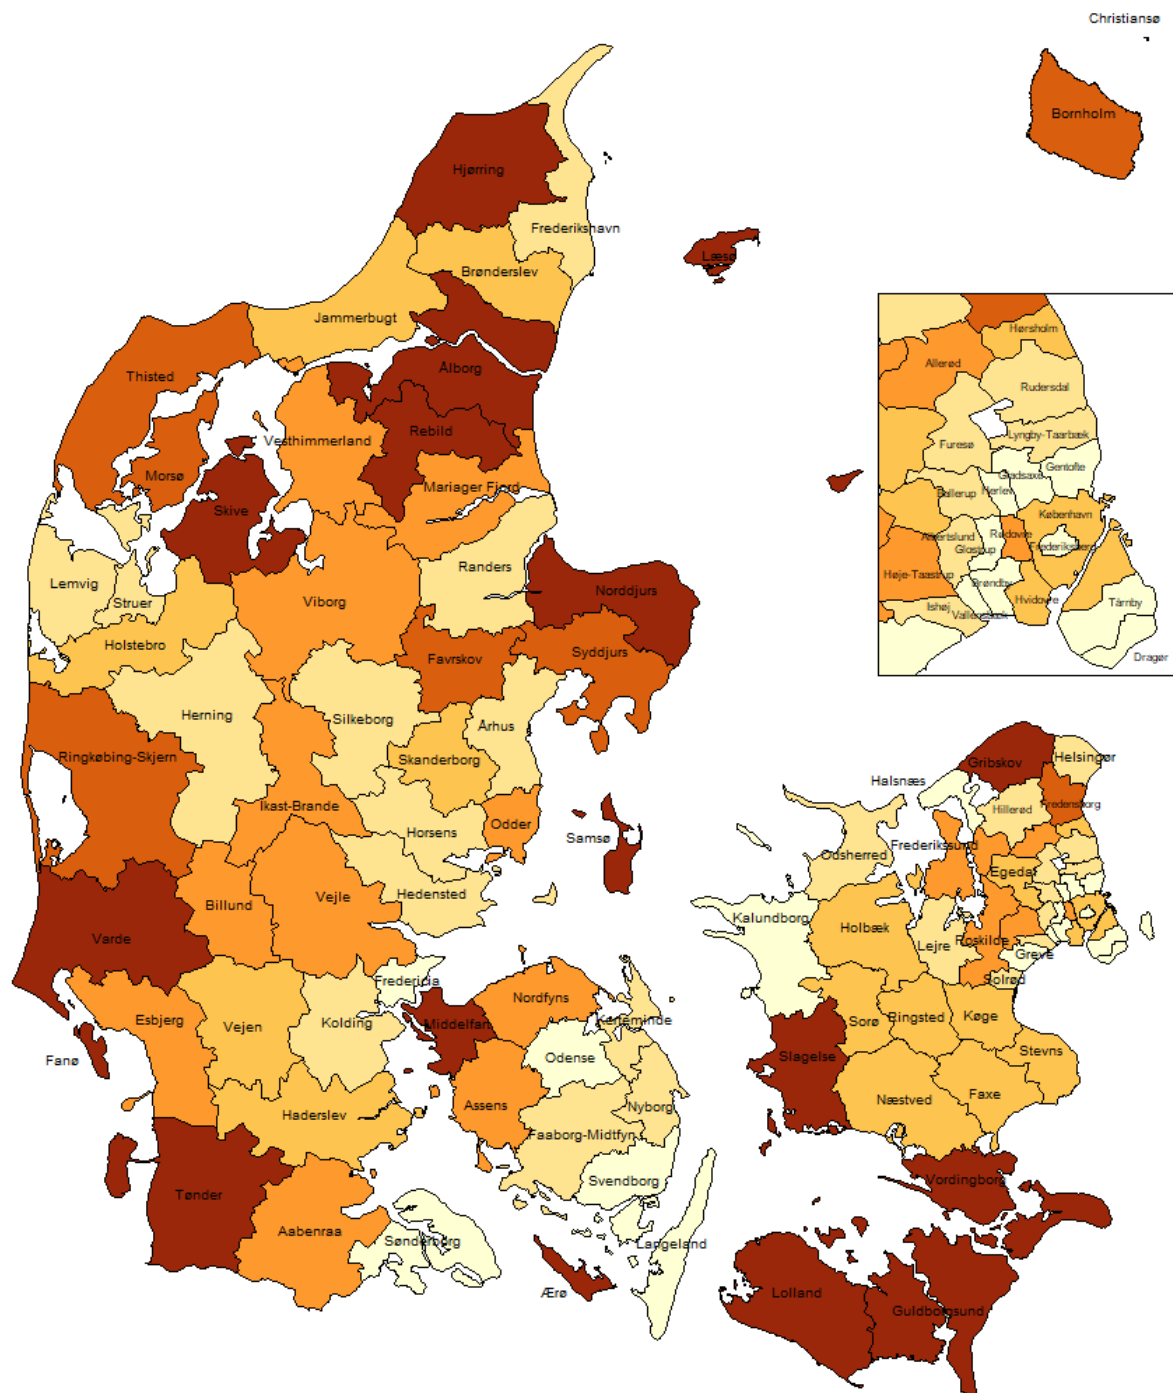 Christiansø
Bornholm
Hjørring
Frederikshavn
Læsø
Brønderslev
Jammerbugt
Hørsholm
Allerød
Ålborg
Thisted
Rudersdal
Rebild
Vesthimmerland
Lyngby-Taarbæk
Furesø
Gentofte
Gladsaxe
Morsø
Mariager Fjord
Ballerup
Herlev
Skive
København
Albertslund
Rødovre
Glostrup
Frederiksberg
Randers
Høje-Taastrup
Lemvig
Brøndby
Norddjurs
Struer
Viborg
Hvidovre
Tårnby
Ishøj
Vallensbæk
Holstebro
Favrskov
Syddjurs
Dragør
Herning
Silkeborg
Århus
Ringkøbing-Skjern
Skanderborg
Gribskov
Helsingør
Halsnæs
Ikast-Brande
Hillerød
Fredensborg
Horsens
Odder
Samsø
Frederikssund
Odsherred
Egedal
Hedensted
Billund
Vejle
Kalundborg
Holbæk
Varde
Lejre
Roskilde
Greve
Fredericia
Solrød
Nordfyns
Esbjerg
Vejen
Kolding
Middelfart
Kerteminde
Sorø
Ringsted
Køge
Stevns
Fanø
Odense
Slagelse
Assens
Nyborg
Næstved
Faxe
Haderslev
Faaborg-Midtfyn
Svendborg
Vordingborg
Tønder
Aabenraa
Sønderborg
Langeland
Ærø
Lolland
Guldborgsund